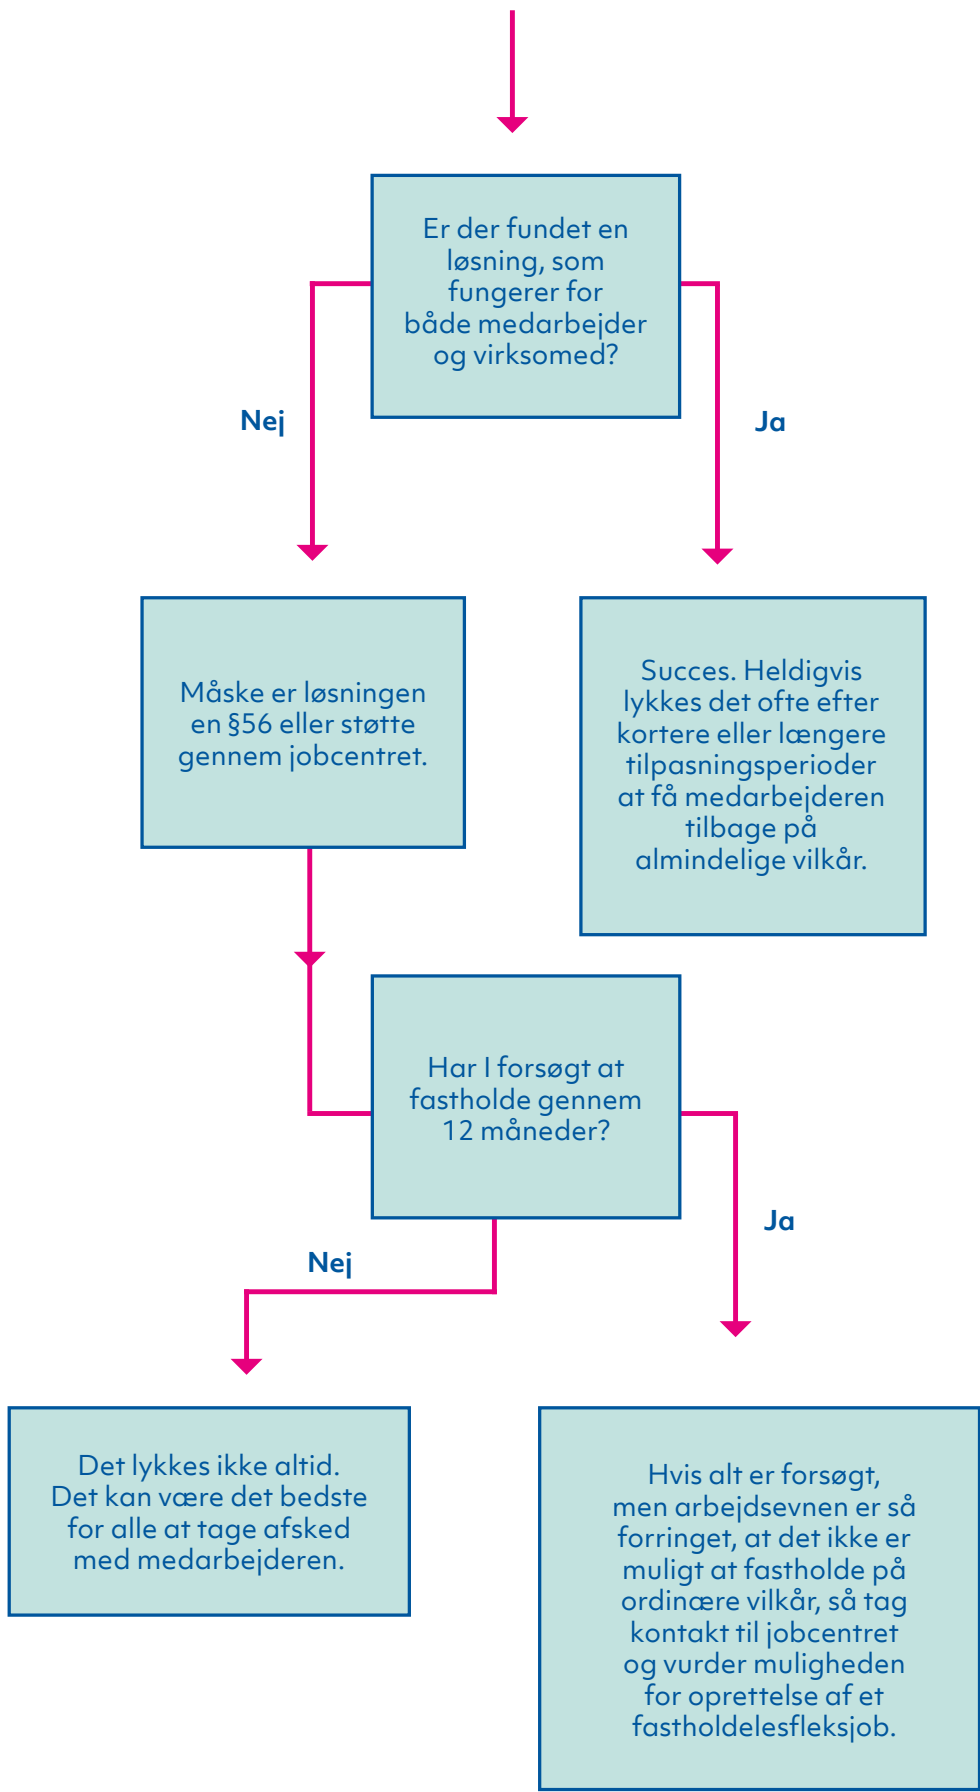 Er der fundet en
løsning, som
fungerer for
både medarbejder
og virksomed?
Nej
Ja
Måske er løsningen
en §56 eller støtte
gennem jobcentret.
Succes. Heldigvis
lykkes det ofte efter
kortere eller længere
tilpasningsperioder
at få medarbejderen
tilbage på
almindelige vilkår.
Har I forsøgt at
fastholde gennem
12 måneder?
Nej
Ja
Det lykkes ikke altid.
Det kan være det bedste
for alle at tage afsked
med medarbejderen.
Hvis alt er forsøgt,
men arbejdsevnen er så
forringet, at det ikke er
muligt at fastholde på
ordinære vilkår, så tag
kontakt til jobcentret
og vurder muligheden
for oprettelse af et
fastholdelesfleksjob.